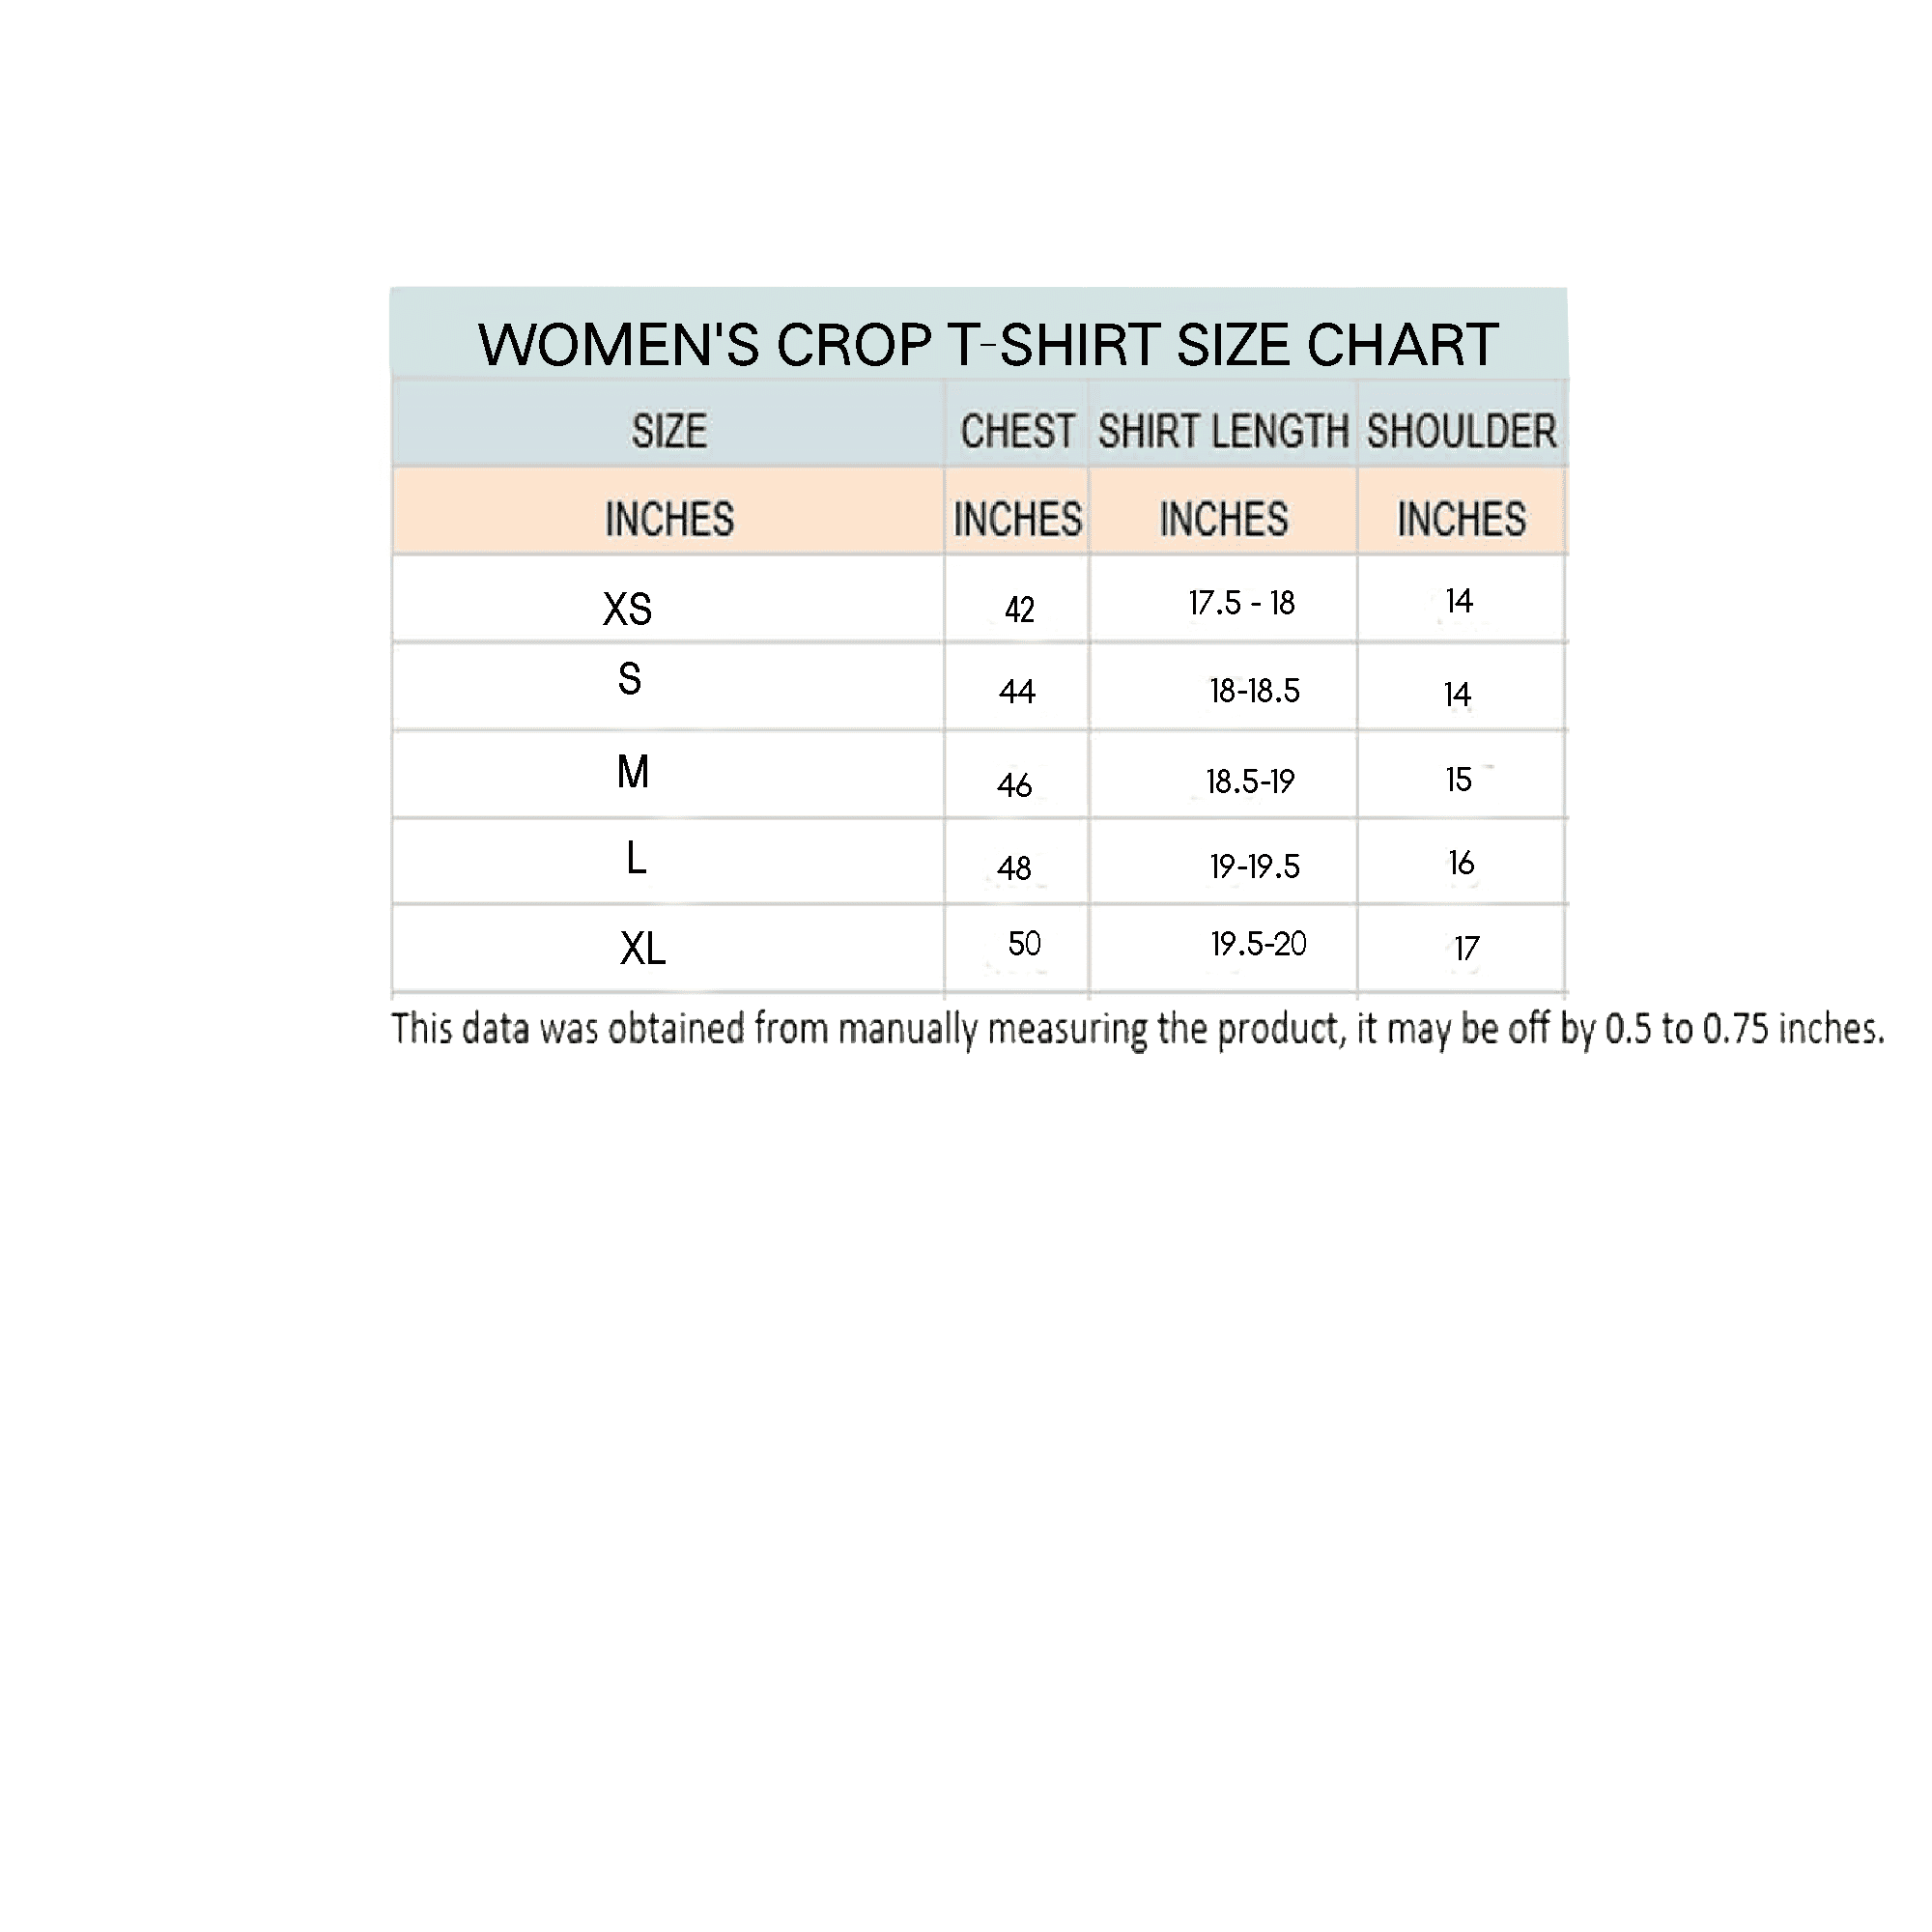 WOMEN'S CROP T-SHIRT SIZE CHART
SIZE CHEST SHIRT LENGTH SHOULDER
INCHES INCHES INCHES INCHES
XS 42 17.5 - 18 14
S 44 18-18.5 14
M 46 18.5-19 15
L 48 19-19.5 16
XL 50 19.5-20 17
This data was obtained from manually measuring the product, it may be off by 0.5 to 0.75 inches.